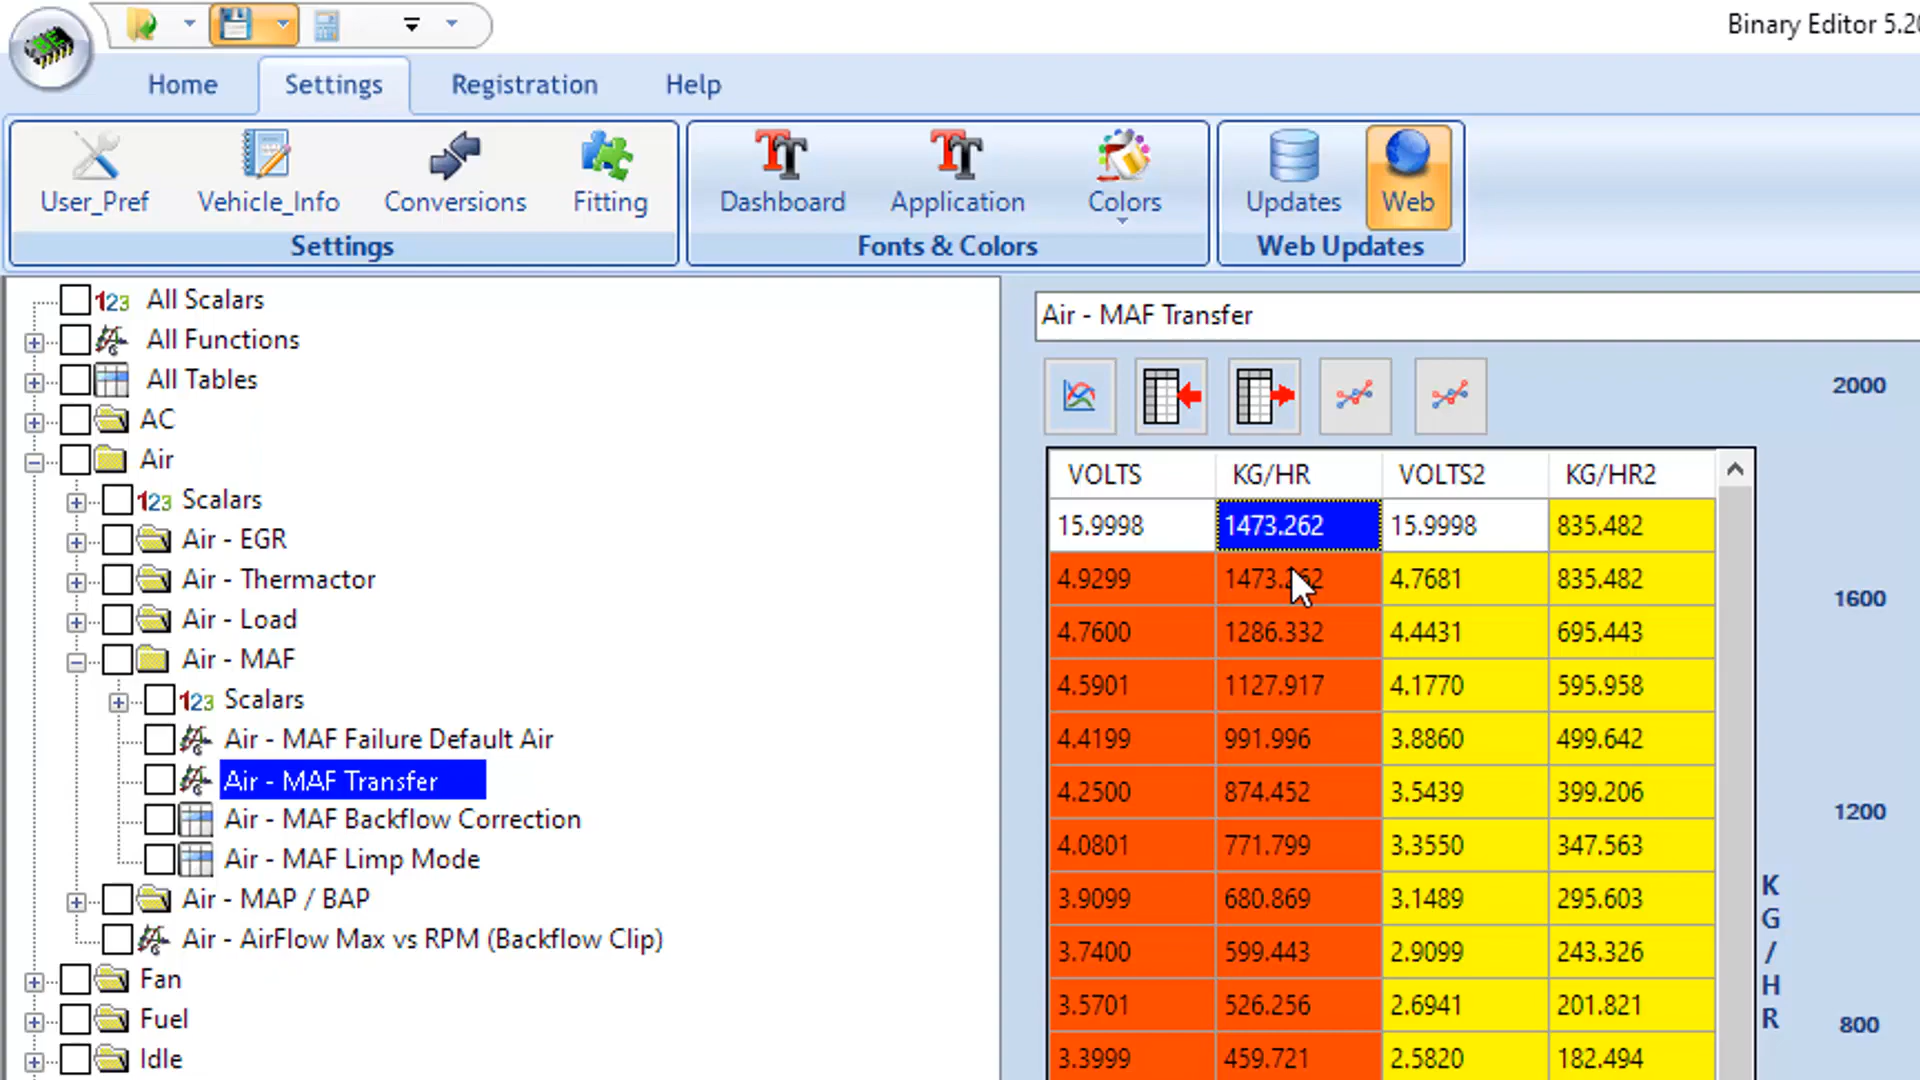 Binary Editor 5.20
Home Settings Registration Help
User_Pref Vehicle_Info Conversions Fitting Dashboard Application Colors Updates Web
Settings Fonts & Colors Web Updates
123 All Scalars
All Functions
All Tables
AC
Air
123 Scalars
Air - EGR
Air - Thermactor
Air - Load
Air - MAF
123 Scalars
Air - MAF Failure Default Air
Air - MAF Transfer
Air - MAF Backflow Correction
Air - MAF Limp Mode
Air - MAP / BAP
Air - AirFlow Max vs RPM (Backflow Clip)
Fan
Fuel
Idle
Air - MAF Transfer
VOLTS KG/HR VOLTS2 KG/HR2
15.9998 1473.262 15.9998 835.482
4.9299 1473.262 4.7681 835.482
4.7600 1286.332 4.4431 695.443
4.5901 1127.917 4.1770 595.958
4.4199 991.996 3.8860 499.642
4.2500 874.452 3.5439 399.206
4.0801 771.799 3.3550 347.563
3.9099 680.869 3.1489 295.603
3.7400 599.443 2.9099 243.326
3.5701 526.256 2.6941 201.821
3.3999 459.721 2.5820 182.494
2000
1600
1200
800
KG/HR